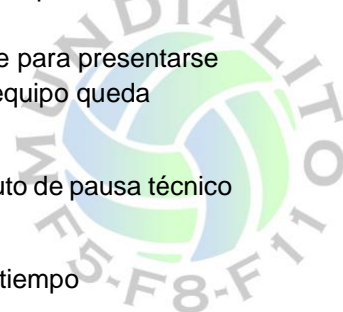 MUNDIALITO
e para presentarse
equipo queda
uto de pausa técnico
tiempo
F5-F8-F11